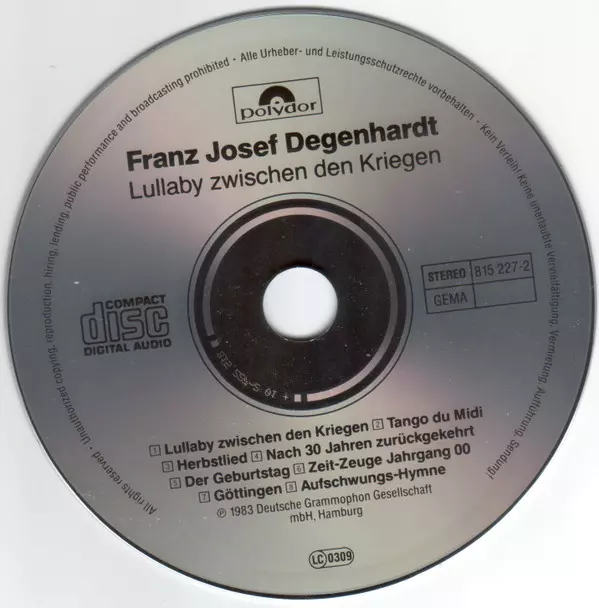 All rights reserved · Unauthorized copying, reproduction, hiring, lending, public performance and broadcasting prohibited · Alle Urheber- und Leistungsschutzrechte vorbehalten · Kein Verleih! Keine unerlaubte Vervielfältigung, Vermietung, Aufführung, Sendung!
polydor
Franz Josef Degenhardt
Lullaby zwischen den Kriegen
STEREO 815 227-2
GEMA
COMPACT
disc
DIGITAL AUDIO
1 Lullaby zwischen den Kriegen 2 Tango du Midi
3 Herbstlied 4 Nach 30 Jahren zurückgekehrt
5 Der Geburtstag 6 Zeit-Zeuge Jahrgang 00
7 Göttingen 8 Aufschwungs-Hymne
℗ 1983 Deutsche Grammophon Gesellschaft
mbH, Hamburg
LC 0309